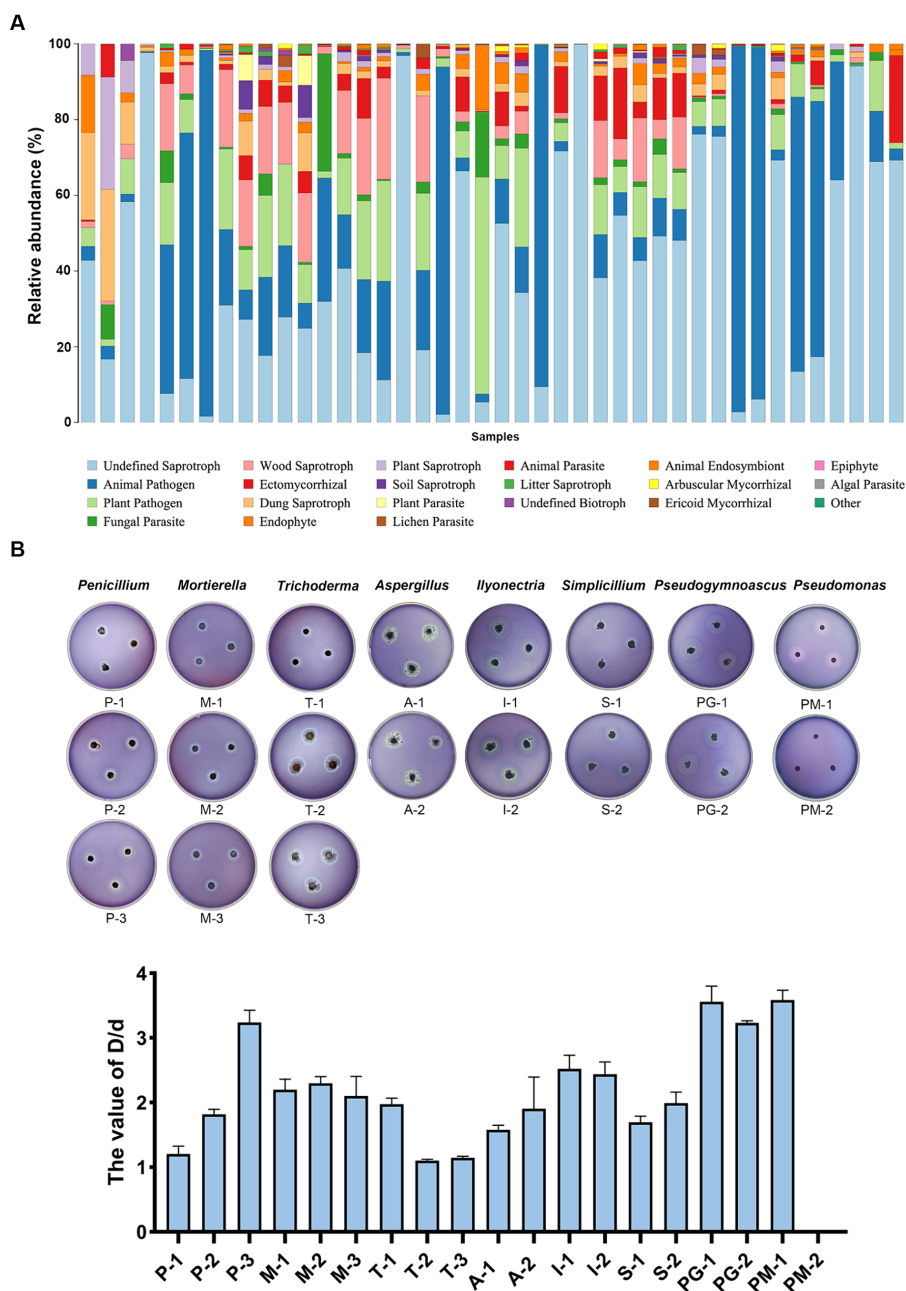 A
Relative abundance (%)
100
80
60
40
20
0
Samples
Undefined Saprotroph Wood Saprotroph Plant Saprotroph Animal Parasite Animal Endosymbiont Epiphyte
Animal Pathogen Ectomycorrhizal Soil Saprotroph Litter Saprotroph Arbuscular Mycorrhizal Algal Parasite
Plant Pathogen Dung Saprotroph Plant Parasite Undefined Biotroph Ericoid Mycorrhizal Other
Fungal Parasite Endophyte Lichen Parasite
B
Penicillium Mortierella Trichoderma Aspergillus Ilyonectria Simplicillium Pseudogymnoascus Pseudomonas
P-1 M-1 T-1 A-1 I-1 S-1 PG-1 PM-1
P-2 M-2 T-2 A-2 I-2 S-2 PG-2 PM-2
P-3 M-3 T-3
The value of D/d
4
3
2
1
0
P-1 P-2 P-3 M-1 M-2 M-3 T-1 T-2 T-3 A-1 A-2 I-1 I-2 S-1 S-2 PG-1 PG-2 PM-1 PM-2